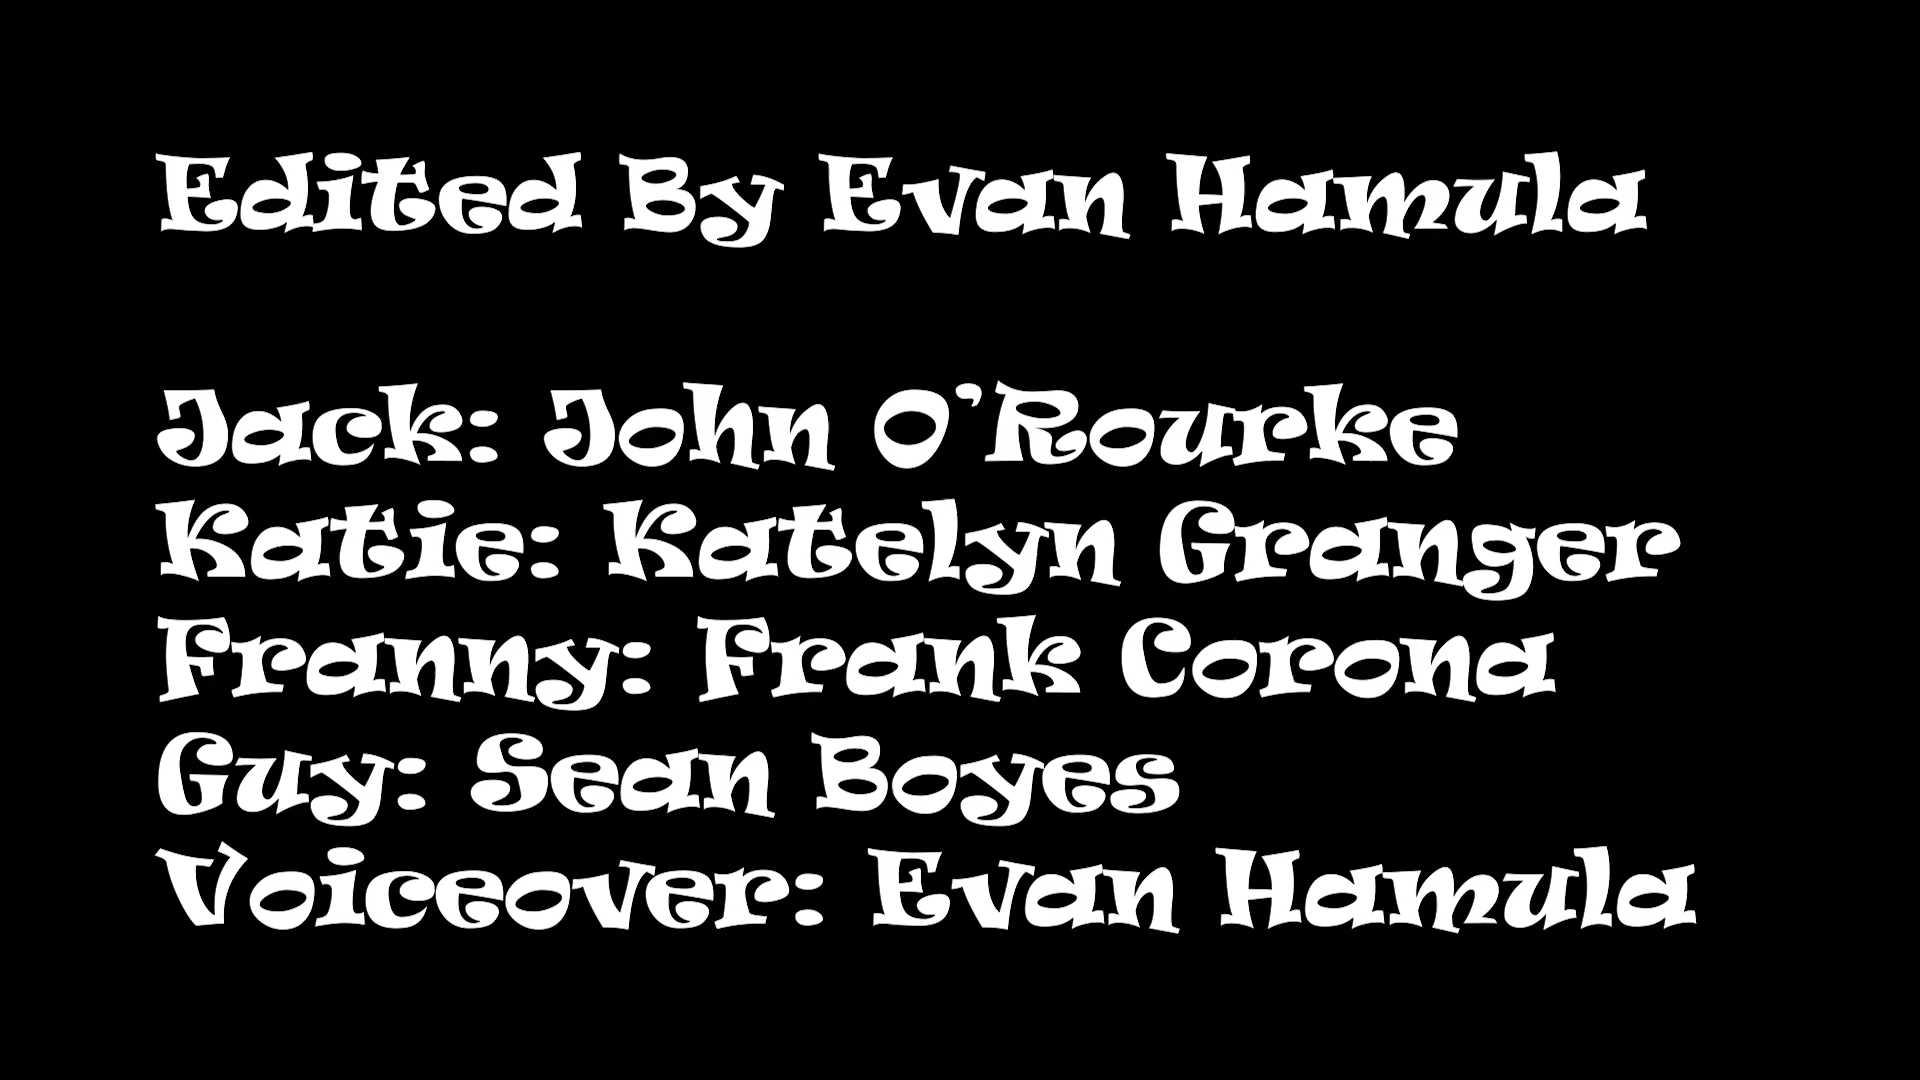 Edited By Evan Hamula
Jack: John O’Rourke
Katie: Katelyn Granger
Franny: Frank Corona
Guy: Sean Boyes
Voiceover: Evan Hamula